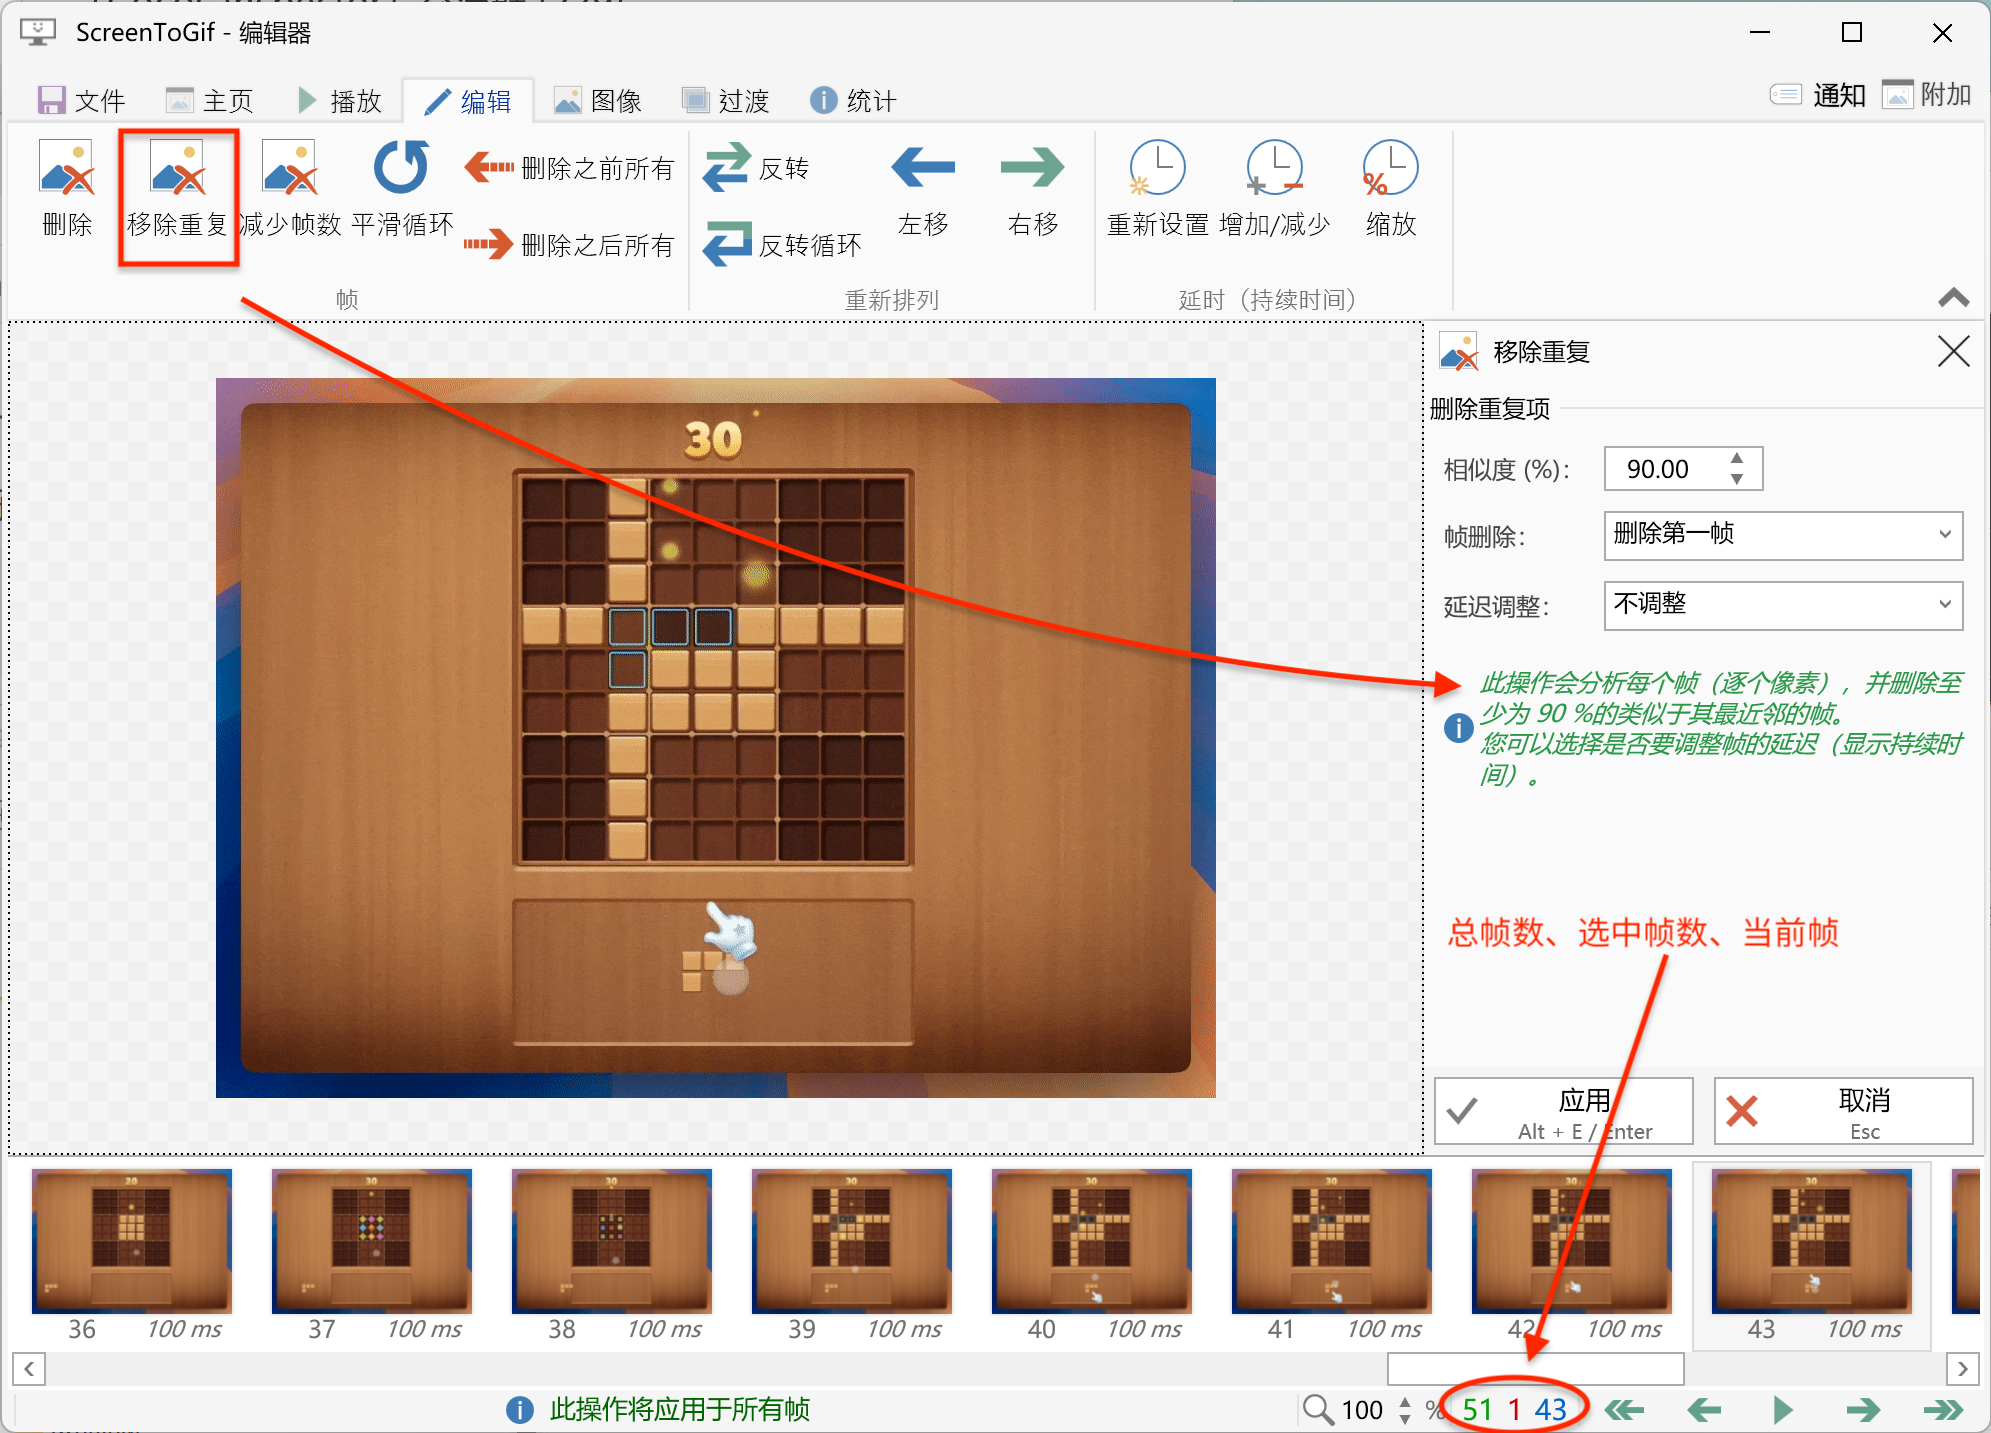 ScreenToGif - 编辑器
文件 主页 播放 编辑 图像 过渡 统计 通知 附加
删除 移除重复 减少帧数 平滑循环 删除之前所有 反转 左移 右移 重新设置 增加/减少 缩放
删除之后所有 反转循环
帧 重新排列 延时（持续时间）
移除重复
删除重复项
相似度 (%)： 90.00
帧删除： 删除第一帧
延迟调整： 不调整
此操作会分析每个帧（逐个像素），并删除至
少为 90 %的类似于其最近邻的帧。
您可以选择是否要调整帧的延迟（显示持续时
间）。
30
总帧数、选中帧数、当前帧
应用 取消
Alt + E / Enter Esc
30 30 30 30 30 30 30 30
36 100 ms 37 100 ms 38 100 ms 39 100 ms 40 100 ms 41 100 ms 42 100 ms 43 100 ms
此操作将应用于所有帧 100 % 51 1 43